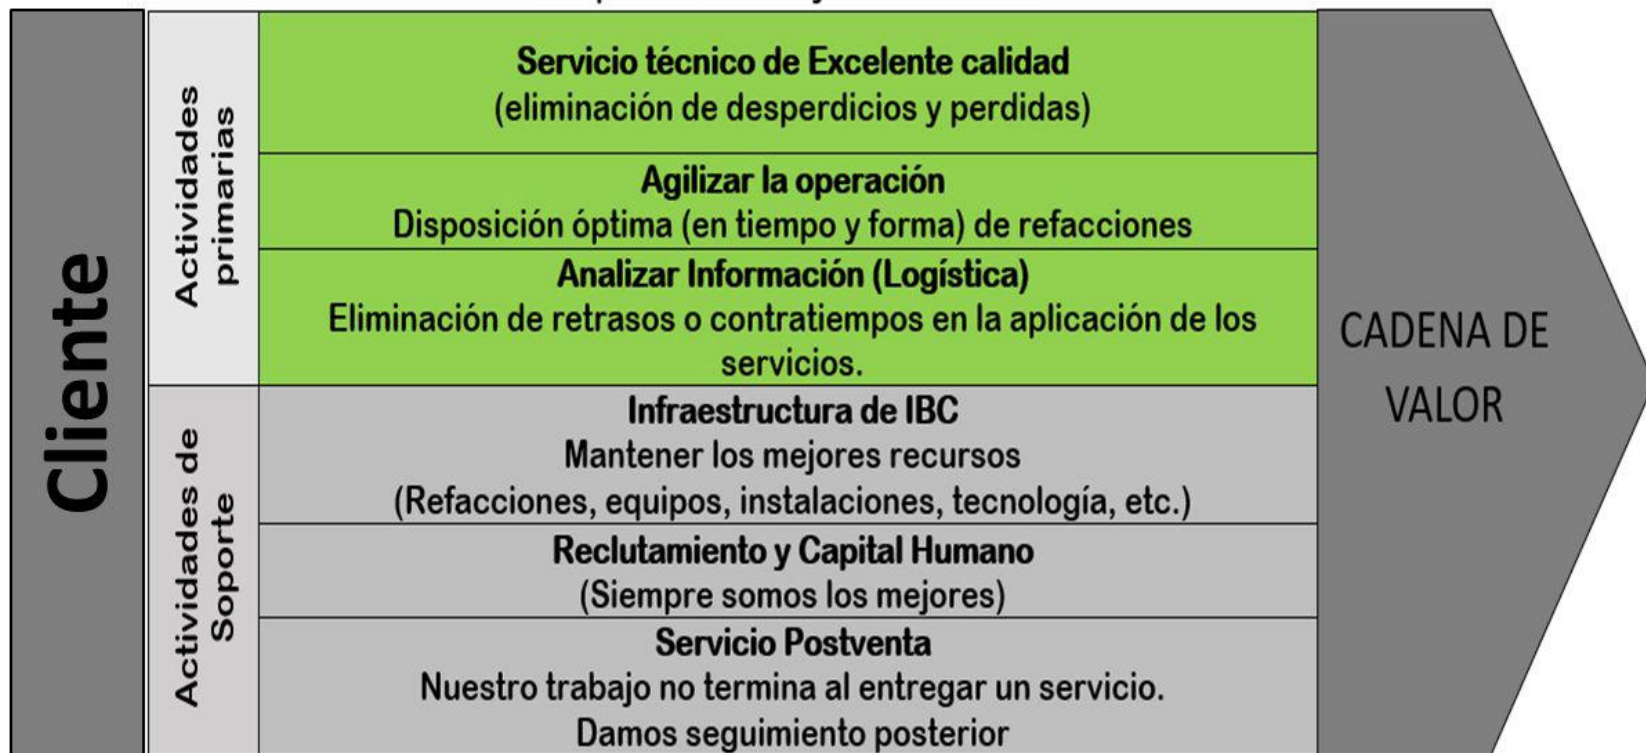 Cliente
Actividades
primarias
Servicio técnico de Excelente calidad
(eliminación de desperdicios y perdidas)
Agilizar la operación
Disposición óptima (en tiempo y forma) de refacciones
Analizar Información (Logística)
Eliminación de retrasos o contratiempos en la aplicación de los
servicios.
Actividades de
Soporte
Infraestructura de IBC
Mantener los mejores recursos
(Refacciones, equipos, instalaciones, tecnología, etc.)
Reclutamiento y Capital Humano
(Siempre somos los mejores)
Servicio Postventa
Nuestro trabajo no termina al entregar un servicio.
Damos seguimiento posterior
CADENA DE
VALOR